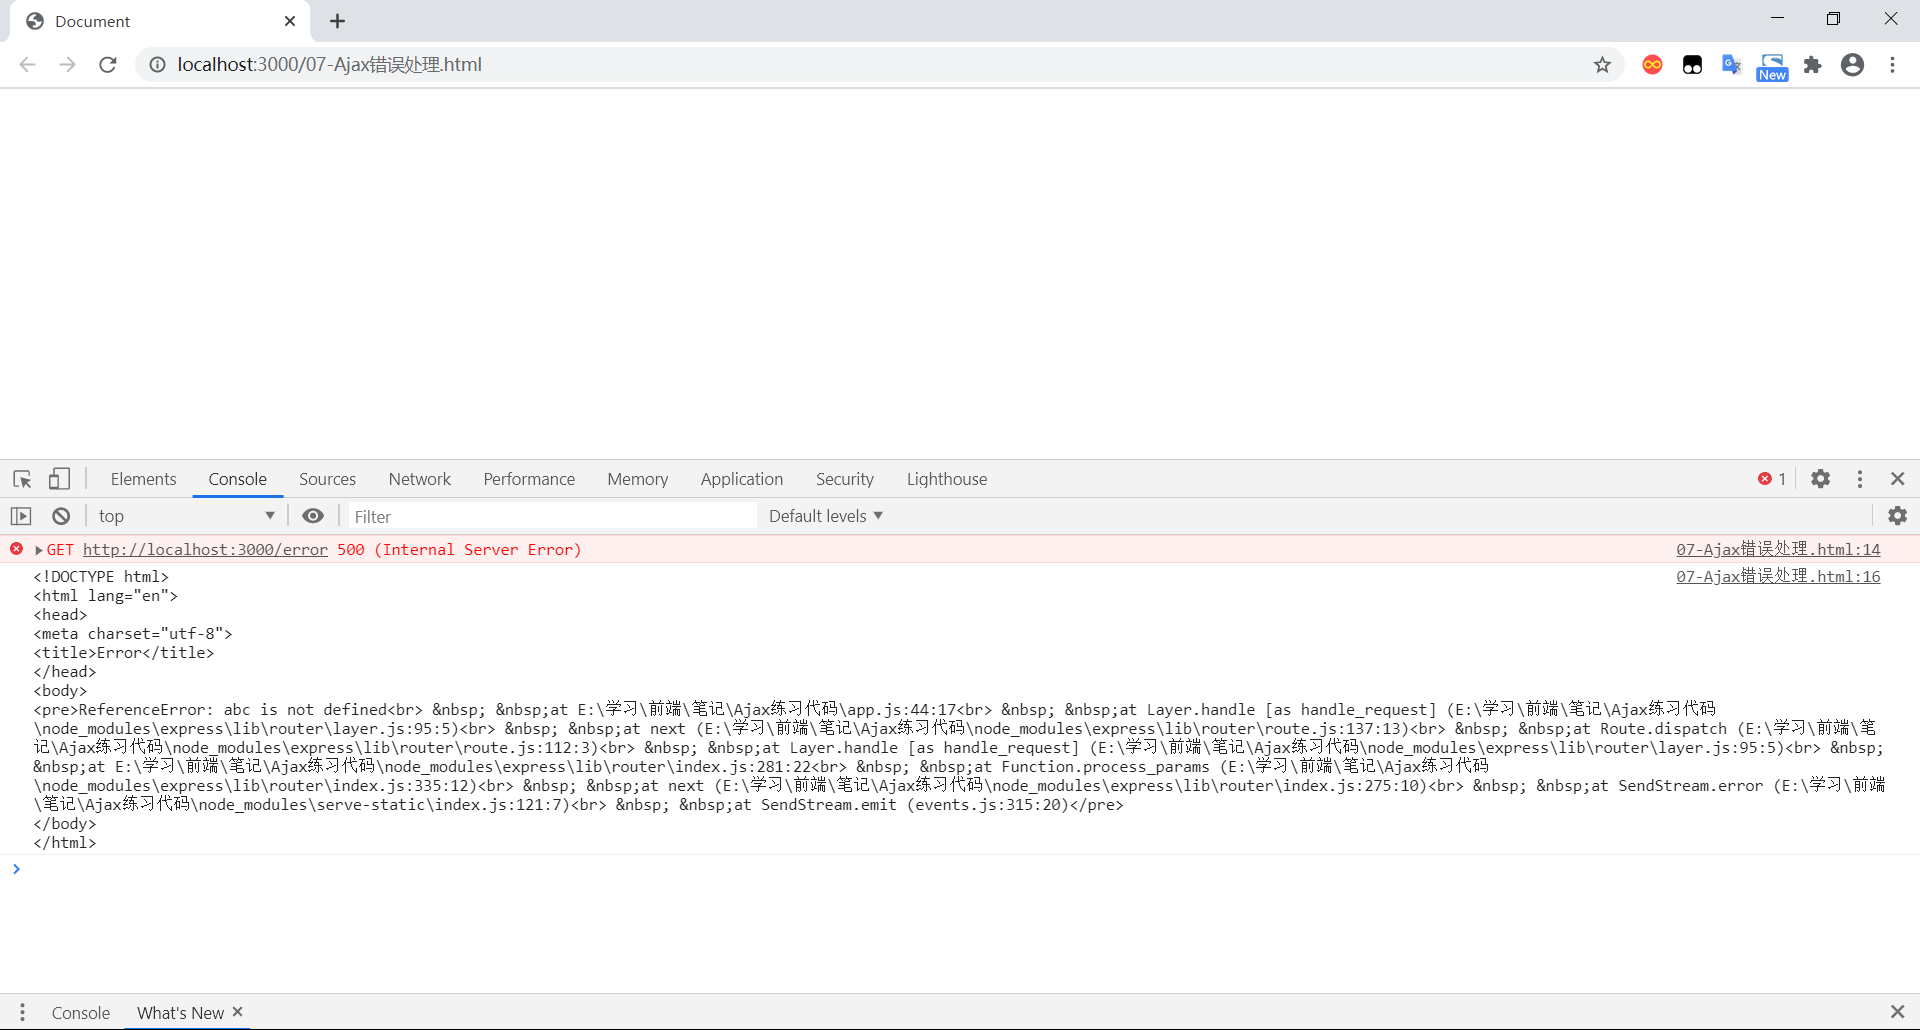 Document
localhost:3000/07-Ajax错误处理.html
New
Elements Console Sources Network Performance Memory Application Security Lighthouse 1
top Filter Default levels
GET http://localhost:3000/error 500 (Internal Server Error) 07-Ajax错误处理.html:14
<!DOCTYPE html> 07-Ajax错误处理.html:16
<html lang="en">
<head>
<meta charset="utf-8">
<title>Error</title>
</head>
<body>
<pre>ReferenceError: abc is not defined<br> &nbsp; &nbsp;at E:\学习\前端\笔记\Ajax练习代码\app.js:44:17<br> &nbsp; &nbsp;at Layer.handle [as handle_request] (E:\学习\前端\笔记\Ajax练习代码
\node_modules\express\lib\router\layer.js:95:5)<br> &nbsp; &nbsp;at next (E:\学习\前端\笔记\Ajax练习代码\node_modules\express\lib\router\route.js:137:13)<br> &nbsp; &nbsp;at Route.dispatch (E:\学习\前端\笔
记\Ajax练习代码\node_modules\express\lib\router\route.js:112:3)<br> &nbsp; &nbsp;at Layer.handle [as handle_request] (E:\学习\前端\笔记\Ajax练习代码\node_modules\express\lib\router\layer.js:95:5)<br> &nbsp;
&nbsp;at E:\学习\前端\笔记\Ajax练习代码\node_modules\express\lib\router\index.js:281:22<br> &nbsp; &nbsp;at Function.process_params (E:\学习\前端\笔记\Ajax练习代码
\node_modules\express\lib\router\index.js:335:12)<br> &nbsp; &nbsp;at next (E:\学习\前端\笔记\Ajax练习代码\node_modules\express\lib\router\index.js:275:10)<br> &nbsp; &nbsp;at SendStream.error (E:\学习\前端
\笔记\Ajax练习代码\node_modules\serve-static\index.js:121:7)<br> &nbsp; &nbsp;at SendStream.emit (events.js:315:20)</pre>
</body>
</html>
Console What's New